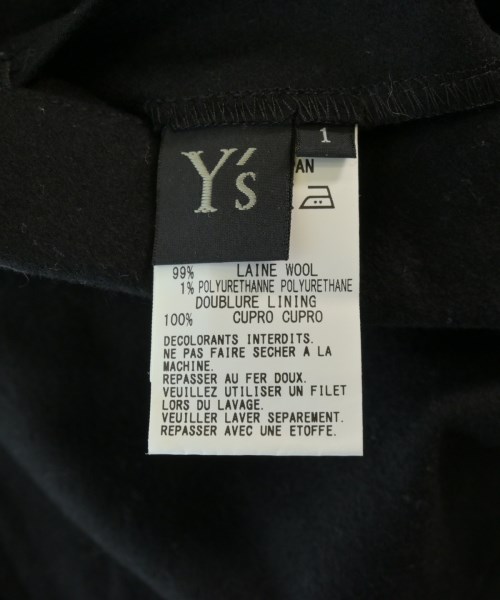 Y's
1
AN
99% LAINE WOOL
1% POLYURETHANNE POLYURETHANE
DOUBLURE LINING
100% CUPRO CUPRO
DECOLORANTS INTERDITS.
NE PAS FAIRE SECHER A LA
MACHINE.
REPASSER AU FER DOUX.
VEUILLEZ UTILISER UN FILET
LORS DU LAVAGE.
VEUILLER LAVER SEPAREMENT.
REPASSER AVEC UNE ETOFFE.